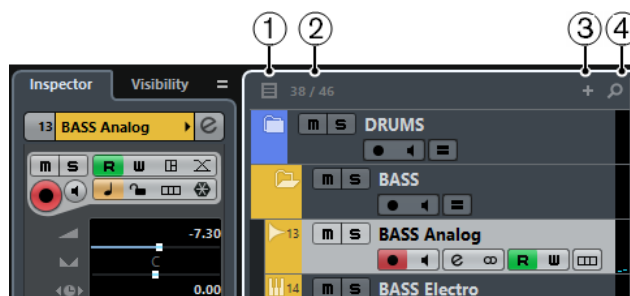 1 2 3 4
Inspector Visibility
38 / 46
13 BASS Analog e
m S DRUMS
m S R W
m S BASS
-7.30
13 m S BASS Analog
C
e R W
0.00
14 m S BASS Electro